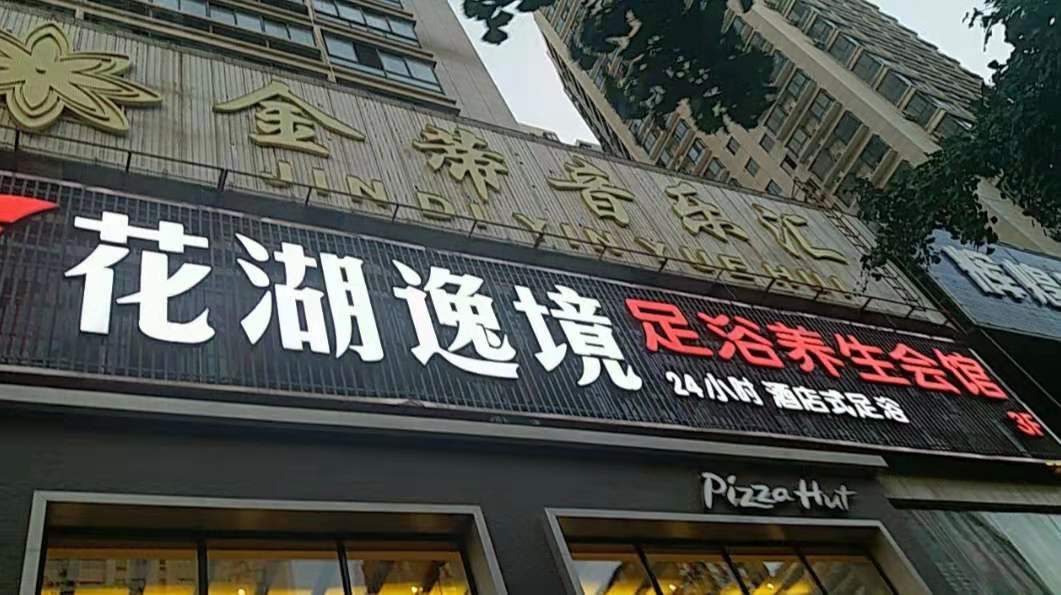 金帝音乐汇
JIN DI YIN YUE HUI
花湖逸境 足浴养生会馆
24小时 酒店式足浴
3F
Pizza Hut